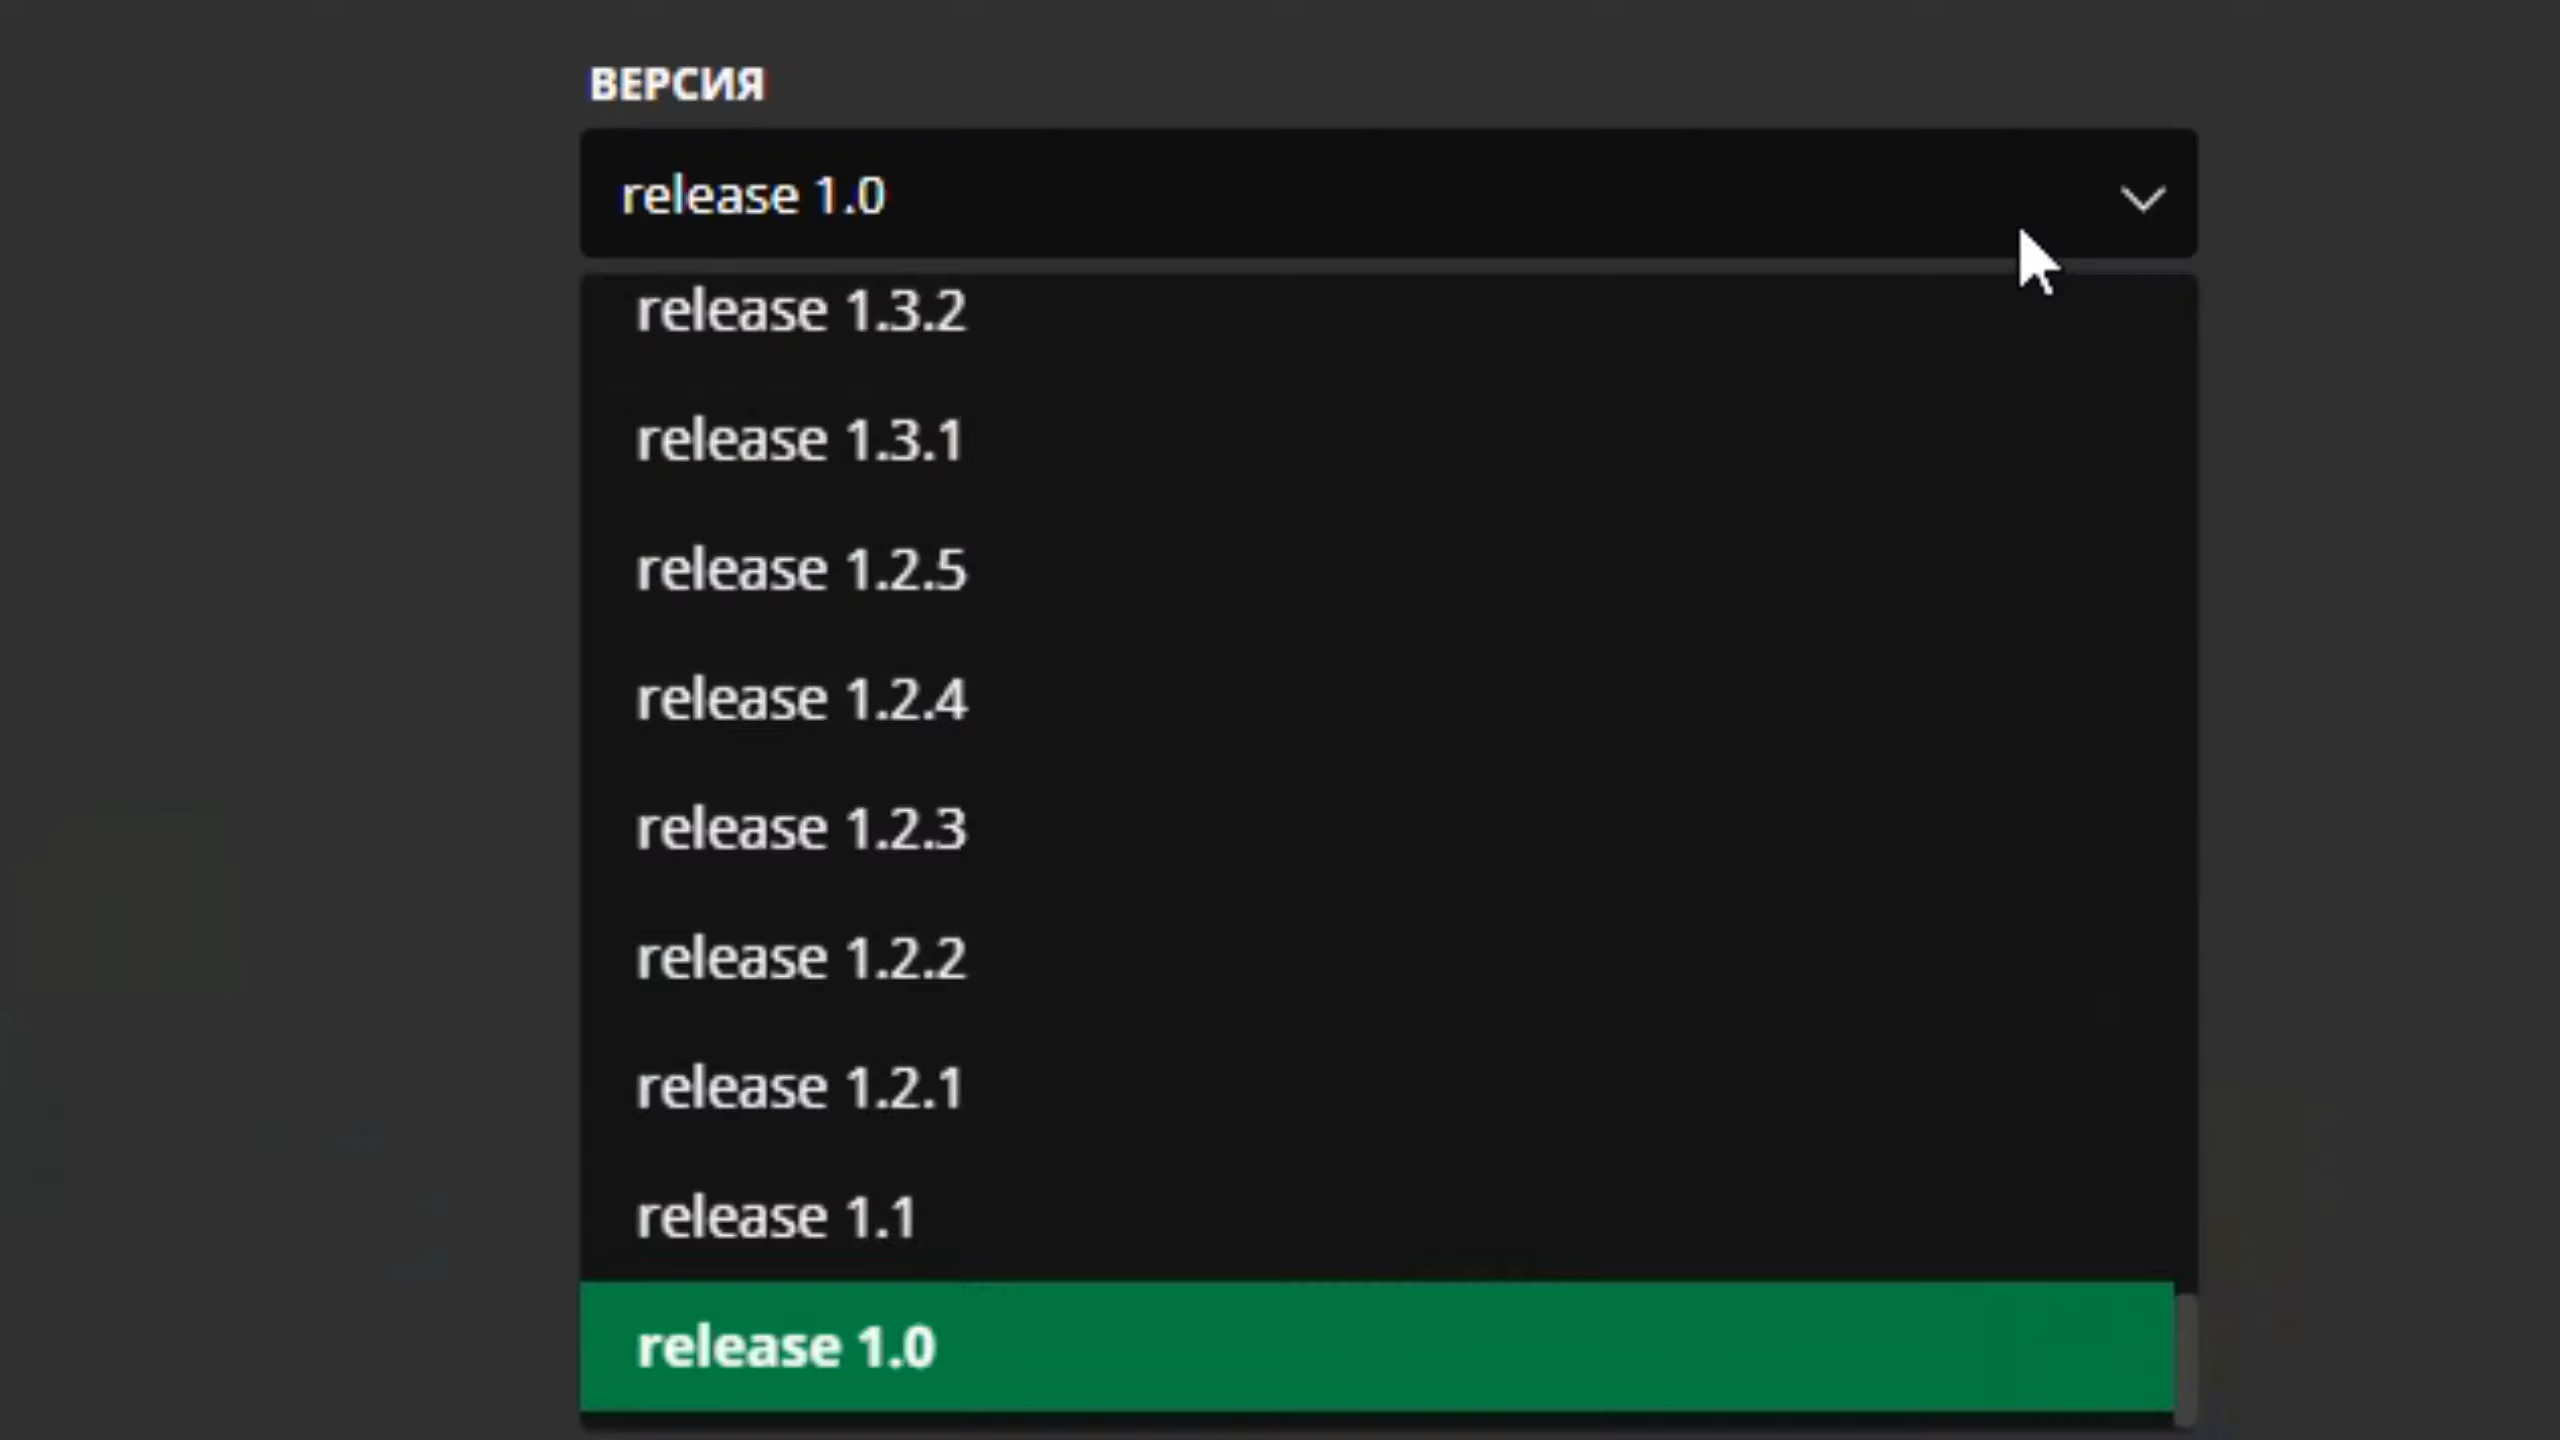 ВЕРСИЯ
release 1.0
release 1.3.2
release 1.3.1
release 1.2.5
release 1.2.4
release 1.2.3
release 1.2.2
release 1.2.1
release 1.1
release 1.0